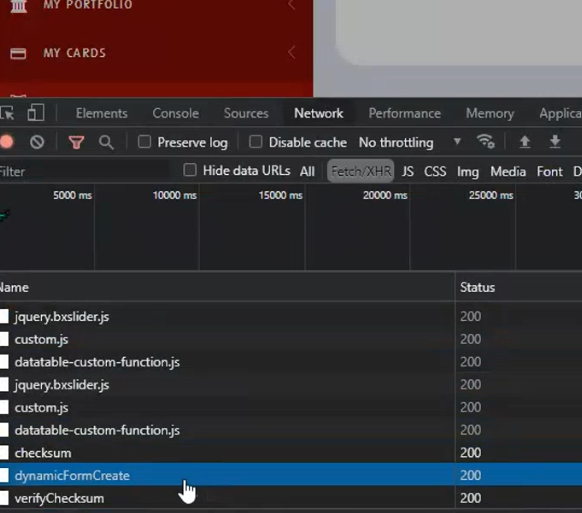 MY PORTFOLIO
MY CARDS
Elements Console Sources Network Performance Memory Applica
Preserve log Disable cache No throttling
Filter Hide data URLs All Fetch/XHR JS CSS Img Media Font D
5000 ms 10000 ms 15000 ms 20000 ms 25000 ms 30
Name Status
jquery.bxslider.js 200
custom.js 200
datatable-custom-function.js 200
jquery.bxslider.js 200
custom.js 200
datatable-custom-function.js 200
checksum 200
dynamicFormCreate 200
verifyChecksum 200